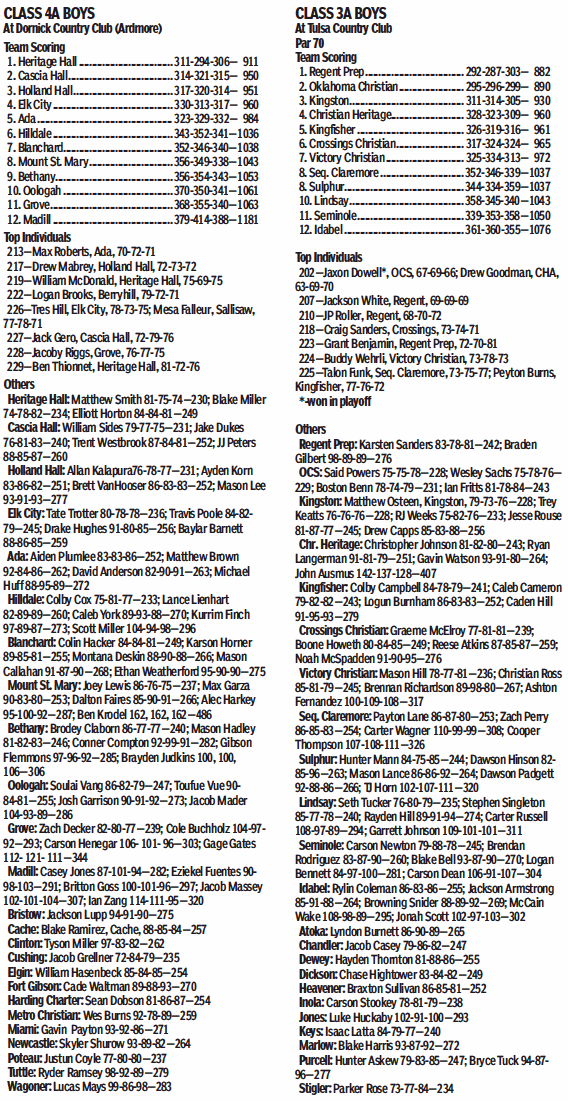 CLASS 4A BOYS
At Dornick Country Club (Ardmore)
Team Scoring
1. Heritage Hall 311-294-306— 911
2. Cascia Hall 314-321-315— 950
3. Holland Hall 317-320-314— 951
4. Elk City 330-313-317— 960
5. Ada 323-329-332— 984
6. Hilldale 343-352-341—1036
7. Blanchard 352-346-340—1038
8. Mount St. Mary 356-349-338—1043
9. Bethany 356-354-343—1053
10. Oologah 370-350-341—1061
11. Grove 368-355-340—1063
12. Madill 379-414-388—1181
Top Individuals
213—Max Roberts, Ada, 70-72-71
217—Drew Mabrey, Holland Hall, 72-73-72
219—William McDonald, Heritage Hall, 75-69-75
222—Logan Brooks, Berryhill, 79-72-71
226—Tres Hill, Elk City, 78-73-75; Mesa Falleur, Sallisaw,
77-78-71
227—Jack Gero, Cascia Hall, 72-79-76
228—Jacoby Riggs, Grove, 76-77-75
229—Ben Thionnet, Heritage Hall, 81-72-76
Others
Heritage Hall: Matthew Smith 81-75-74—230; Blake Miller
74-78-82—234; Elliott Horton 84-84-81—249
Cascia Hall: William Sides 79-77-75—231; Jake Dukes
76-81-83—240; Trent Westbrook 87-84-81—252; JJ Peters
88-85-87—260
Holland Hall: Allan Kalapura76-78-77—231; Ayden Korn
83-86-82—251; Brett VanHooser 86-83-83—252; Mason Lee
93-91-93—277
Elk City: Tate Trotter 80-78-78—236; Travis Poole 84-82-
79—245; Drake Hughes 91-80-85—256; Baylar Barnett
88-86-85—259
Ada: Aiden Plumlee 83-83-86—252; Matthew Brown
92-84-86—262; David Anderson 82-90-91—263; Michael
Huff 88-95-89—272
Hilldale: Colby Cox 75-81-77—233; Lance Lienhart
82-89-89—260; Caleb York 89-93-88—270; Kurrim Finch
97-89-87—273; Scott Miller 104-94-98—296
Blanchard: Colin Hacker 84-84-81—249; Karson Horner
89-85-81—255; Montana Deskin 88-90-88—266; Mason
Callahan 91-87-90—268; Ethan Weatherford 95-90-90—275
Mount St. Mary: Joey Lewis 86-76-75—237; Max Garza
90-83-80—253; Dalton Faires 85-90-91—266; Alec Harkey
95-100-92—287; Ben Krodel 162, 162, 162—486
Bethany: Brodey Claborn 86-77-77—240; Mason Hadley
81-82-83—246; Conner Compton 92-99-91—282; Gibson
Flemmons 97-96-92—285; Brayden Judkins 100, 100,
106—306
Oologah: Soulai Vang 86-82-79—247; Toufue Vue 90-
84-81—255; Josh Garrison 90-91-92—273; Jacob Mader
104-93-89—286
Grove: Zach Decker 82-80-77—239; Cole Buchholz 104-97-
92—293; Carson Henegar 106- 101- 96—303; Gage Gates
112- 121- 111—344
Madill: Casey Jones 87-101-94—282; Eziekel Fuentes 90-
98-103—291; Britton Goss 100-101-96—297; Jacob Massey
102-101-104—307; Ian Zang 114-111-95—320
Bristow: Jackson Lupp 94-91-90—275
Cache: Blake Ramirez, Cache, 88-85-84—257
Clinton: Tyson Miller 97-83-82—262
Cushing: Jacob Grellner 72-84-79—235
Elgin: William Hasenbeck 85-84-85—254
Fort Gibson: Cade Waltman 89-88-93—270
Harding Charter: Sean Dobson 81-86-87—254
Metro Christian: Wes Burns 92-78-89—259
Miami: Gavin Payton 93-92-86—271
Newcastle: Skyler Shurow 93-89-82—264
Poteau: Justun Coyle 77-80-80—237
Tuttle: Ryder Ramsey 98-92-89—279
Wagoner: Lucas Mays 99-86-98—283
CLASS 3A BOYS
At Tulsa Country Club
Par 70
Team Scoring
1. Regent Prep 292-287-303— 882
2. Oklahoma Christian 295-296-299— 890
3. Kingston 311-314-305— 930
4. Christian Heritage 328-323-309— 960
5. Kingfisher 326-319-316— 961
6. Crossings Christian 317-324-324— 965
7. Victory Christian 325-334-313— 972
8. Seq. Claremore 352-346-339—1037
8. Sulphur 344-334-359—1037
10. Lindsay 358-345-340—1043
11. Seminole 339-353-358—1050
12. Idabel 361-360-355—1076
Top Individuals
202—Jaxon Dowell*, OCS, 67-69-66; Drew Goodman, CHA,
63-69-70
207—Jackson White, Regent, 69-69-69
210—JP Roller, Regent, 68-70-72
218—Craig Sanders, Crossings, 73-74-71
223—Grant Benjamin, Regent Prep, 72-70-81
224—Buddy Wehrli, Victory Christian, 73-78-73
225—Talon Funk, Seq. Claremore, 73-75-77; Peyton Burns,
Kingfisher, 77-76-72
*-won in playoff
Others
Regent Prep: Karsten Sanders 83-78-81—242; Braden
Gilbert 98-89-89—276
OCS: Said Powers 75-75-78—228; Wesley Sachs 75-78-76—
229; Boston Benn 78-74-79—231; Ian Fritts 81-78-84—243
Kingston: Matthew Osteen, Kingston, 79-73-76—228; Trey
Keatts 76-76-76—228; RJ Weeks 75-82-76—233; Jesse Rouse
81-87-77—245; Drew Capps 85-83-88—256
Chr. Heritage: Christopher Johnson 81-82-80—243; Ryan
Langerman 91-81-79—251; Gavin Watson 93-91-80—264;
John Ausmus 142-137-128—407
Kingfisher: Colby Campbell 84-78-79—241; Caleb Cameron
79-82-82—243; Logun Burnham 86-83-83—252; Caden Hill
91-95-93—279
Crossings Christian: Graeme McElroy 77-81-81—239;
Boone Howeth 80-84-85—249; Reese Atkins 87-85-87—259;
Noah McSpadden 91-90-95—276
Victory Christian: Mason Hill 78-77-81—236; Christian Ross
85-81-79—245; Brennan Richardson 89-98-80—267; Ashton
Fernandez 100-109-108—317
Seq. Claremore: Payton Lane 86-87-80—253; Zach Perry
86-85-83—254; Carter Wagner 110-99-99—308; Cooper
Thompson 107-108-111—326
Sulphur: Hunter Mann 84-75-85—244; Dawson Hinson 82-
85-96—263; Mason Lance 86-86-92—264; Dawson Padgett
92-88-86—266; TJ Horn 102-107-111—320
Lindsay: Seth Tucker 76-80-79—235; Stephen Singleton
85-77-78—240; Rayden Hill 89-91-94—274; Carter Russell
108-97-89—294; Garrett Johnson 109-101-101—311
Seminole: Carson Newton 79-88-78—245; Brendan
Rodriguez 83-87-90—260; Blake Bell 93-87-90—270; Logan
Bennett 84-97-100—281; Carson Dean 106-91-107—304
Idabel: Rylin Coleman 86-83-86—255; Jackson Armstrong
85-91-88—264; Browning Snider 88-89-92—269; McCain
Wake 108-98-89—295; Jonah Scott 102-97-103—302
Atoka: Lyndon Burnett 86-90-89—265
Chandler: Jacob Casey 79-86-82—247
Dewey: Hayden Thornton 81-88-86—255
Dickson: Chase Hightower 83-84-82—249
Heavener: Braxton Sullivan 86-85-81—252
Inola: Carson Stookey 78-81-79—238
Jones: Luke Huckaby 102-91-100—293
Keys: Isaac Latta 84-79-77—240
Marlow: Blake Harris 93-87-92—272
Purcell: Hunter Askew 79-83-85—247; Bryce Tuck 94-87-
96—277
Stigler: Parker Rose 73-77-84—234